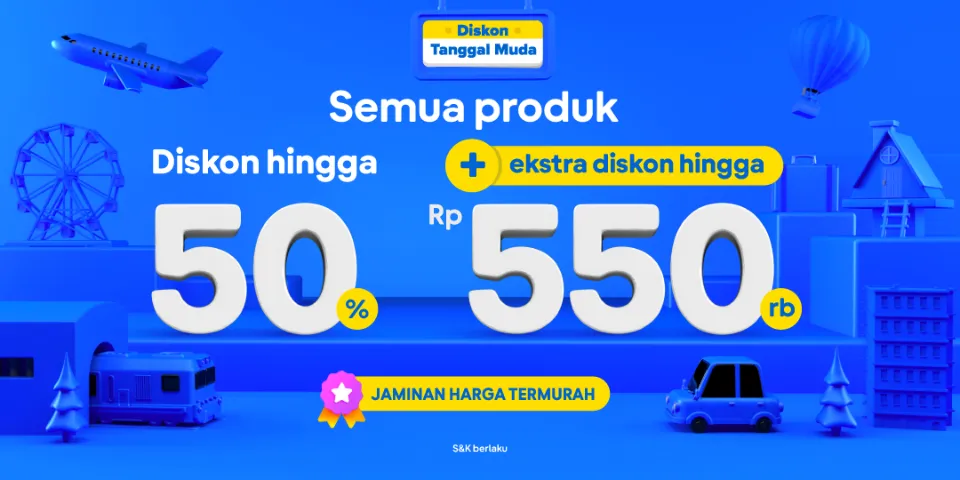 Diskon
Tanggal Muda
Semua produk
Diskon hingga
50%
+ ekstra diskon hingga
Rp 550 rb
JAMINAN HARGA TERMURAH
S&K berlaku